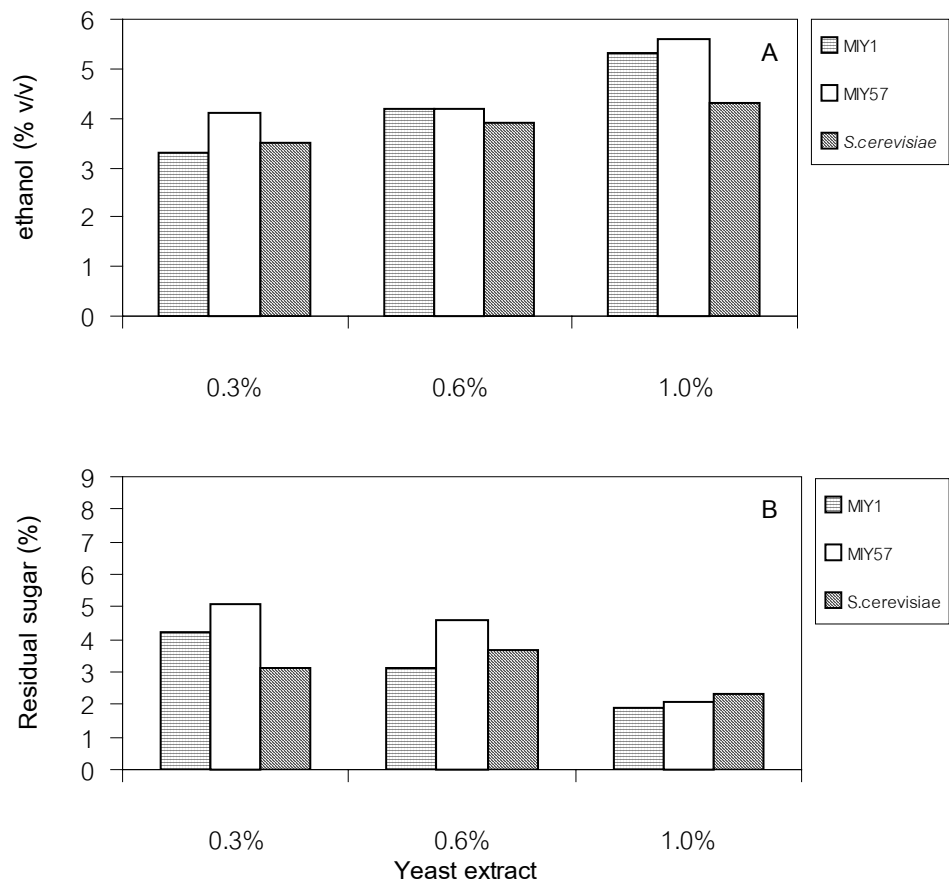 ethanol (% v/v)
6
5
4
3
2
1
0
A
0.3% 0.6% 1.0%
MIY1
MIY57
S.cerevisiae
Residual sugar (%)
9
8
7
6
5
4
3
2
1
0
B
0.3% 0.6% 1.0%
Yeast extract
MIY1
MIY57
S.cerevisiae